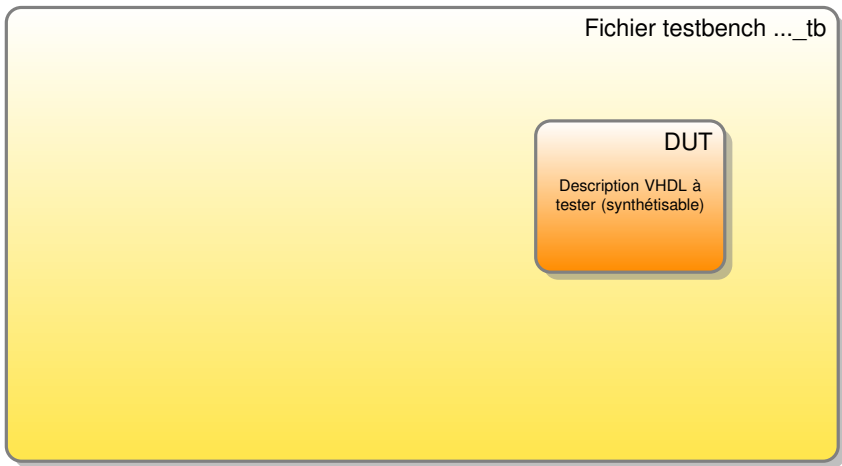 Fichier testbench ..._tb
DUT
Description VHDL à
tester (synthétisable)